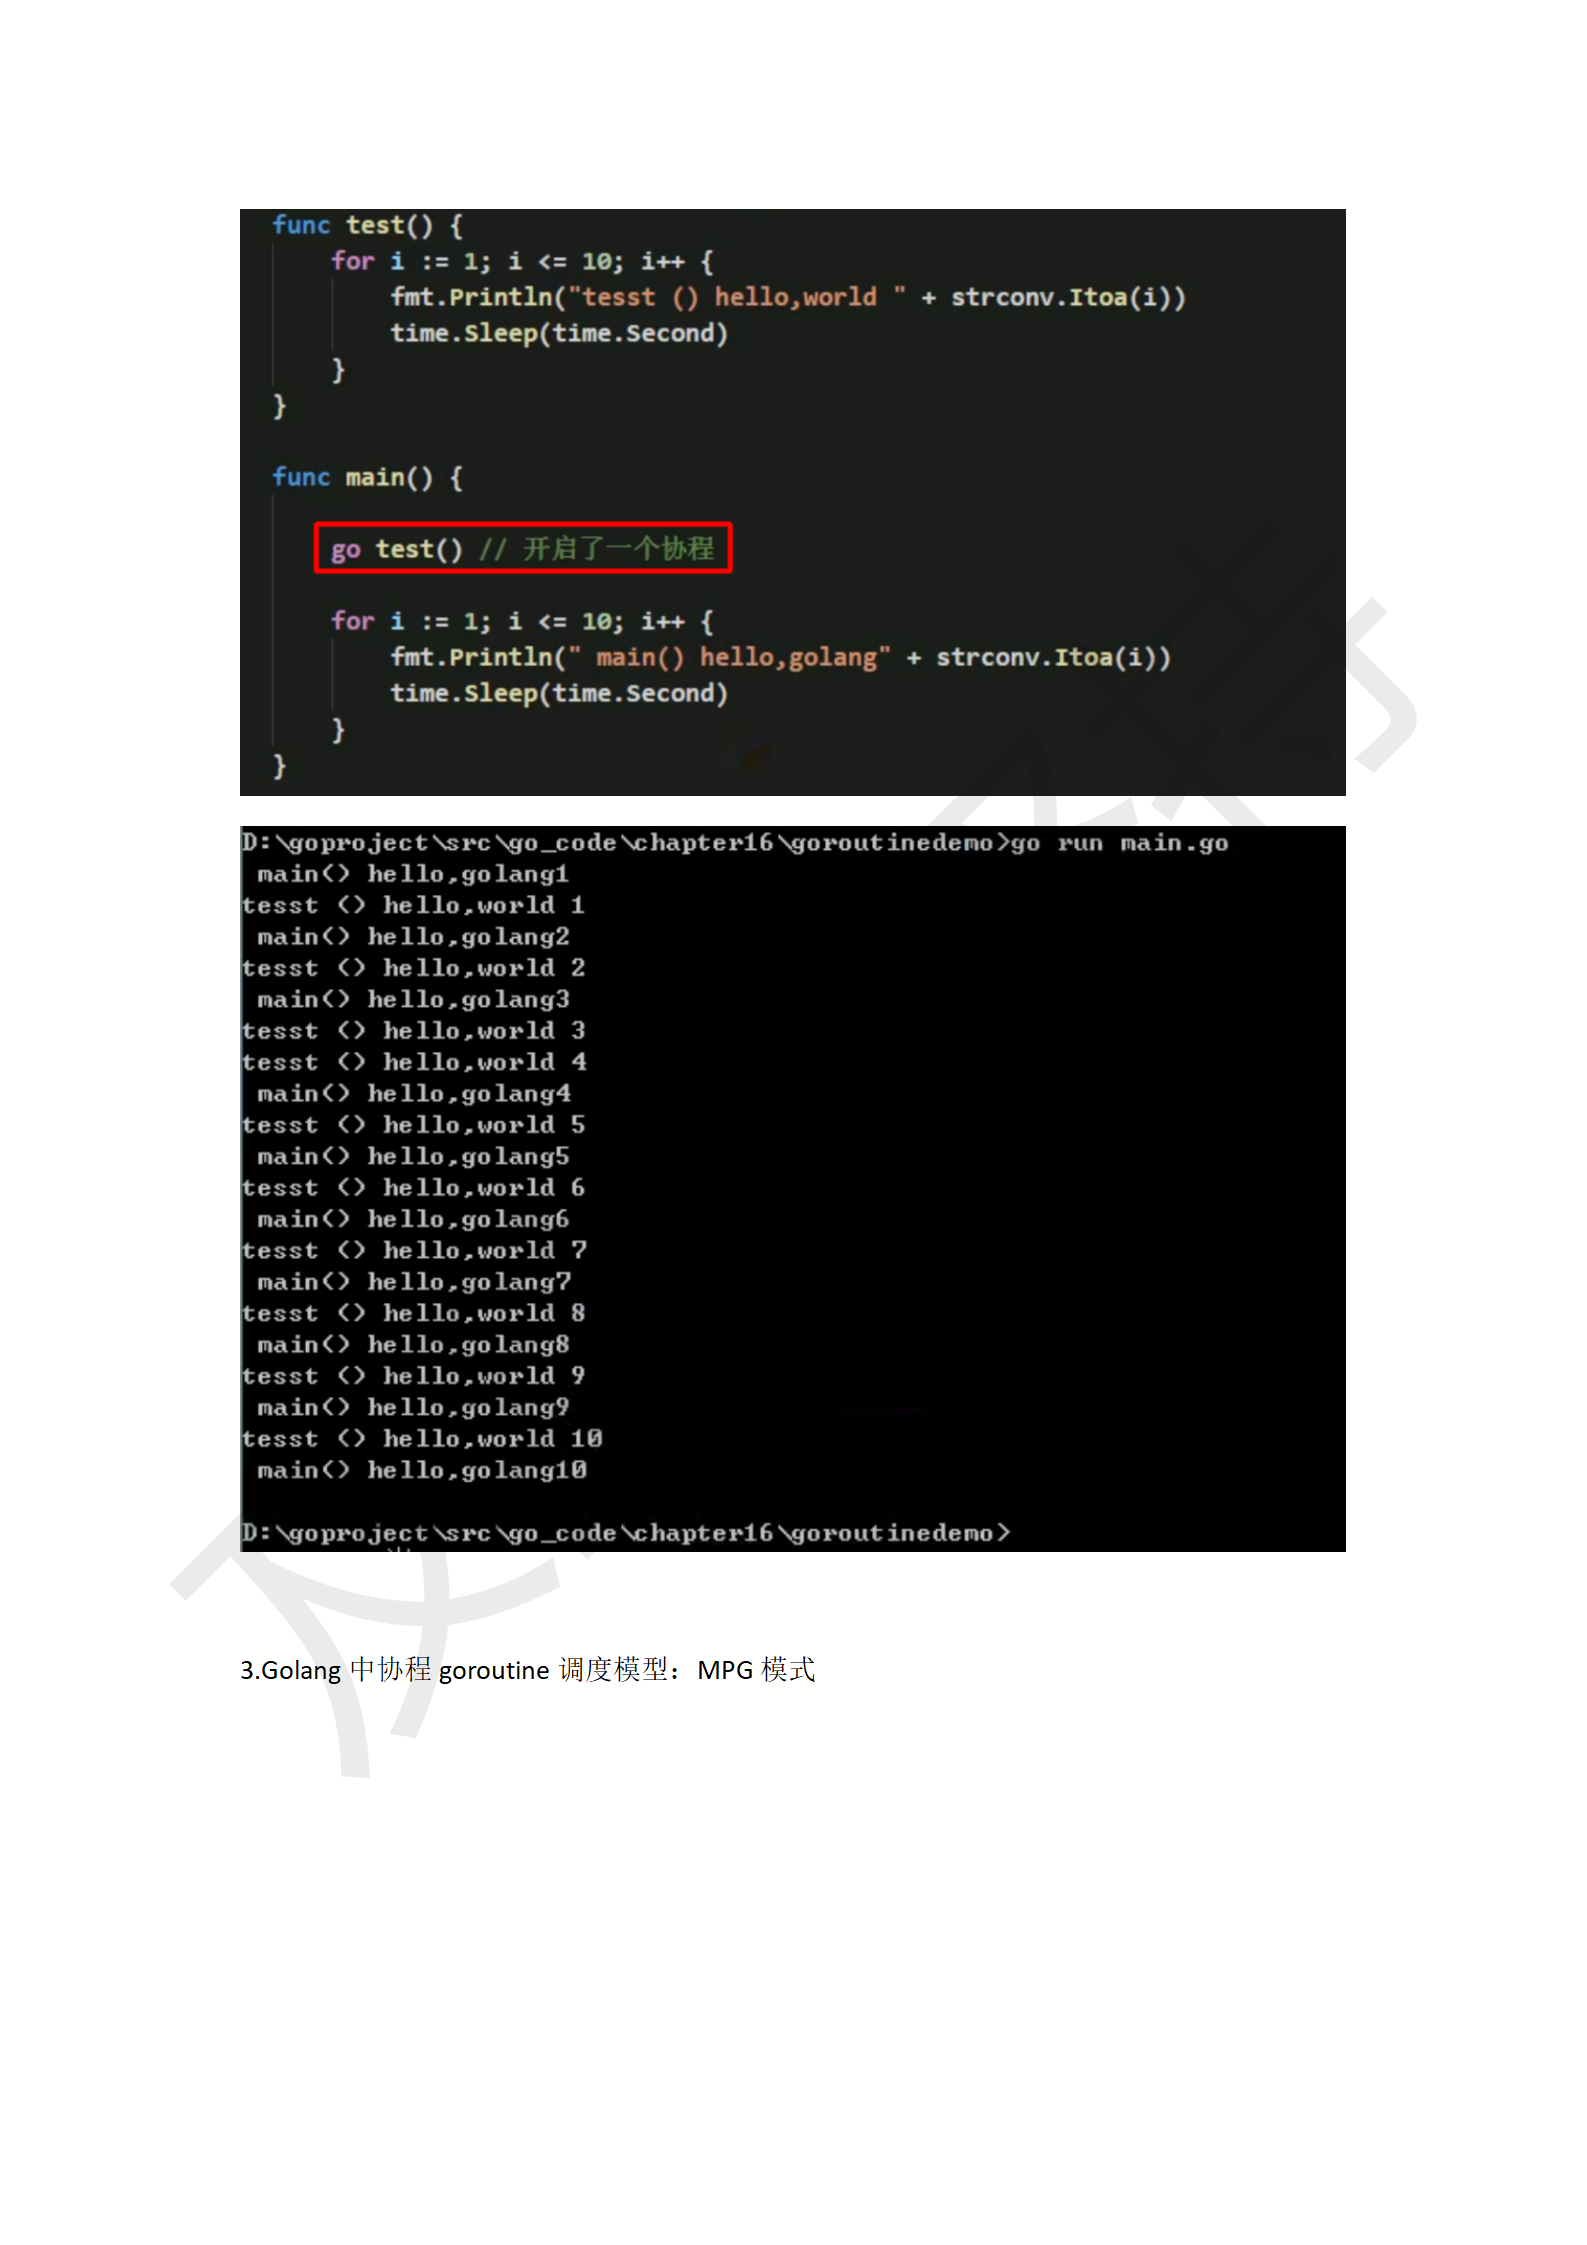 func test() {
for i := 1; i <= 10; i++ {
fmt.Println("tesst () hello,world " + strconv.Itoa(i))
time.Sleep(time.Second)
}
}
func main() {
go test() // 开启了一个协程
for i := 1; i <= 10; i++ {
fmt.Println(" main() hello,golang" + strconv.Itoa(i))
time.Sleep(time.Second)
}
}
D:\goproject\src\go_code\chapter16\goroutinedemo>go run main.go
main() hello,golang1
tesst () hello,world 1
main() hello,golang2
tesst () hello,world 2
main() hello,golang3
tesst () hello,world 3
tesst () hello,world 4
main() hello,golang4
tesst () hello,world 5
main() hello,golang5
tesst () hello,world 6
main() hello,golang6
tesst () hello,world 7
main() hello,golang7
tesst () hello,world 8
main() hello,golang8
tesst () hello,world 9
main() hello,golang9
tesst () hello,world 10
main() hello,golang10
D:\goproject\src\go_code\chapter16\goroutinedemo>
3.Golang 中协程 goroutine 调度模型：MPG 模式